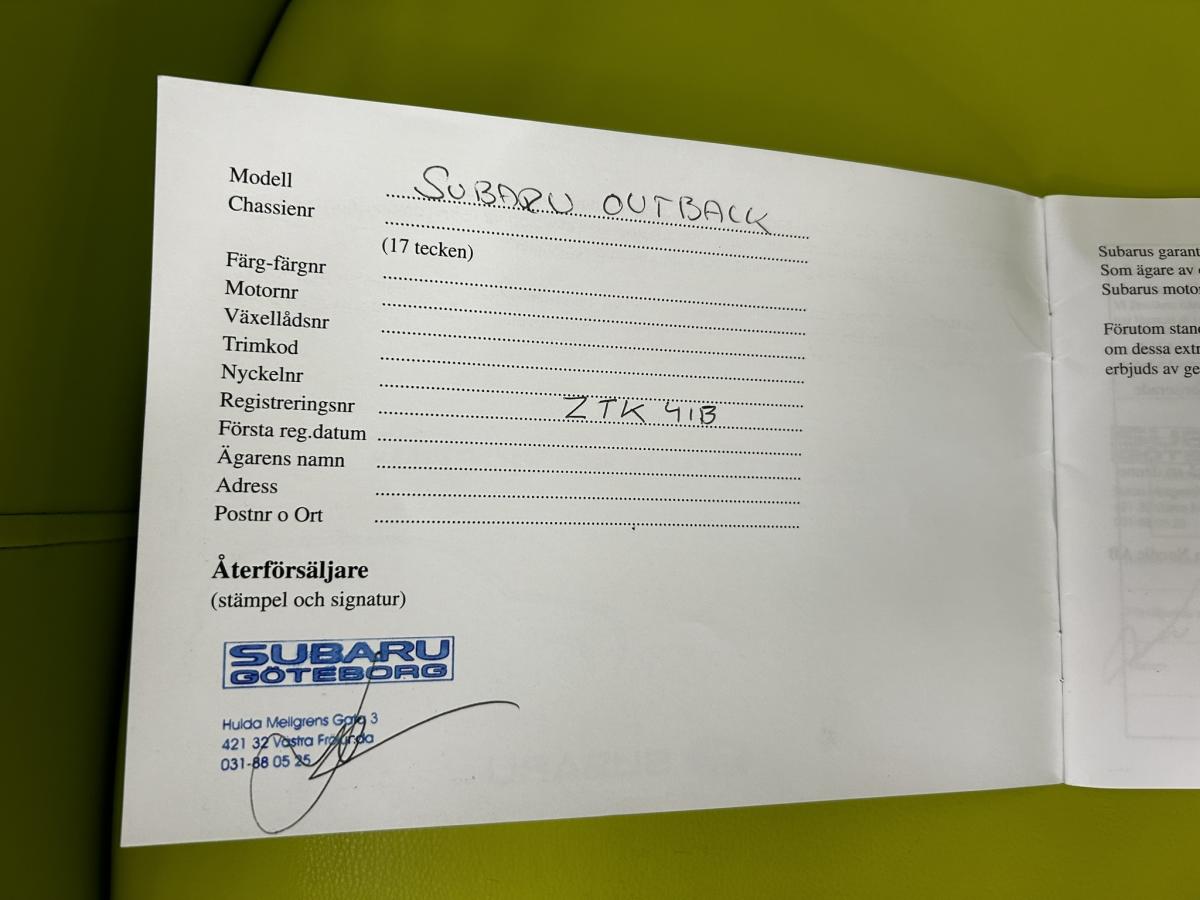 Modell SUBARU OUTBACK
Chassienr
(17 tecken)
Färg-färgnr
Motornr
Växellådsnr
Trimkod
Nyckelnr
Registreringsnr ZTK 41B
Första reg.datum
Ägarens namn
Adress
Postnr o Ort
Återförsäljare
(stämpel och signatur)
SUBARU
GÖTEBORG
Hulda Mellgrens Gata 3
421 32 Västra Frölunda
031-88 05 25
Subarus garant
Som ägare av
Subarus motor
Förutom stand
om dessa extr
erbjuds av ge